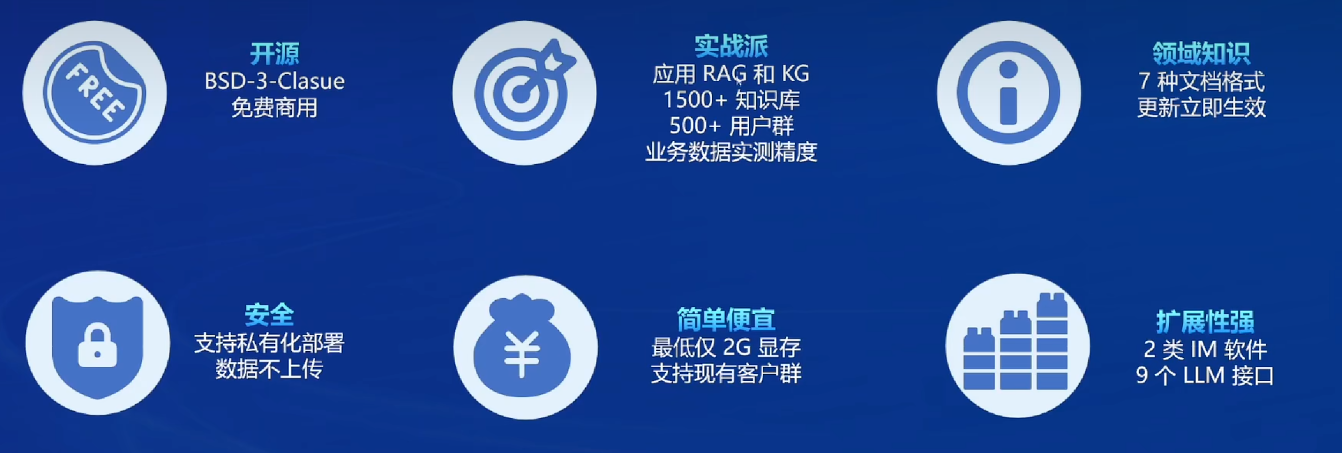 FREE
开源
BSD-3-Clasue
免费商用
实战派
应用 RAG 和 KG
1500+ 知识库
500+ 用户群
业务数据实测精度
领域知识
7 种文档格式
更新立即生效
安全
支持私有化部署
数据不上传
¥
简单便宜
最低仅 2G 显存
支持现有客户群
扩展性强
2 类 IM 软件
9 个 LLM 接口